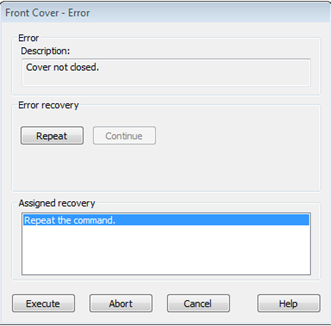 Front Cover - Error
Error
Description:
Cover not closed.
Error recovery
Repeat Continue
Assigned recovery
Repeat the command.
Execute Abort Cancel Help